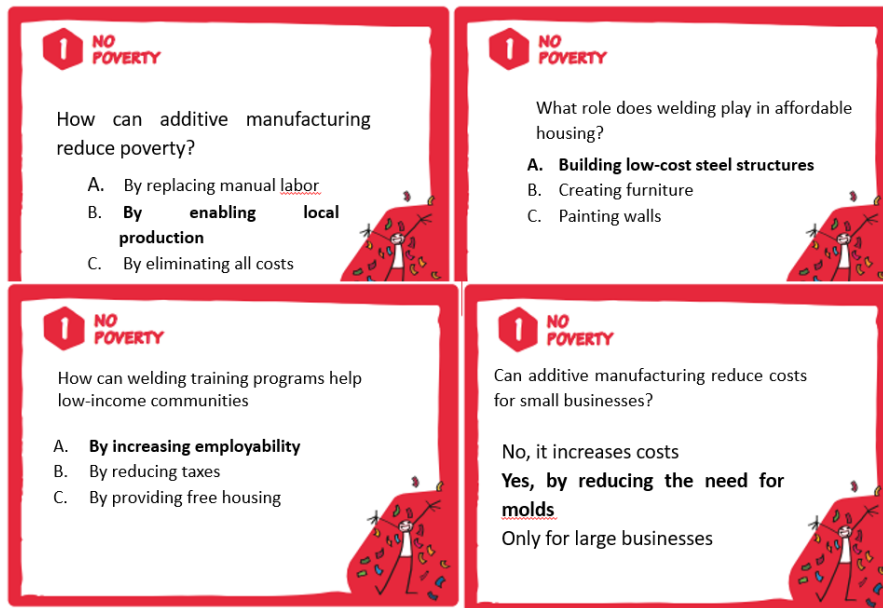 1 NO
POVERTY
How can additive manufacturing
reduce poverty?
A. By replacing manual labor
B. By enabling local
production
C. By eliminating all costs
1 NO
POVERTY
What role does welding play in affordable
housing?
A. Building low-cost steel structures
B. Creating furniture
C. Painting walls
1 NO
POVERTY
How can welding training programs help
low-income communities
A. By increasing employability
B. By reducing taxes
C. By providing free housing
1 NO
POVERTY
Can additive manufacturing reduce costs
for small businesses?
No, it increases costs
Yes, by reducing the need for
molds
Only for large businesses